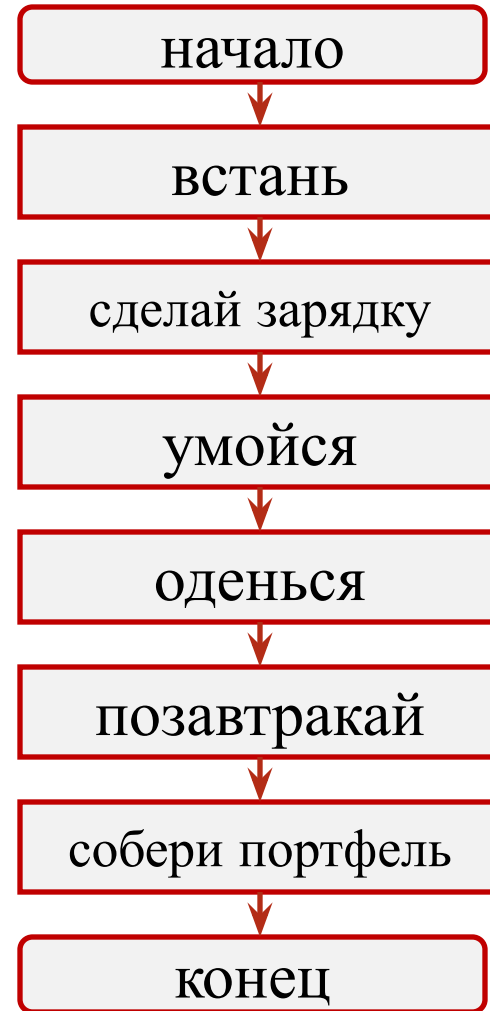 начало
встань
сделай зарядку
умойся
оденься
позавтракай
собери портфель
конец